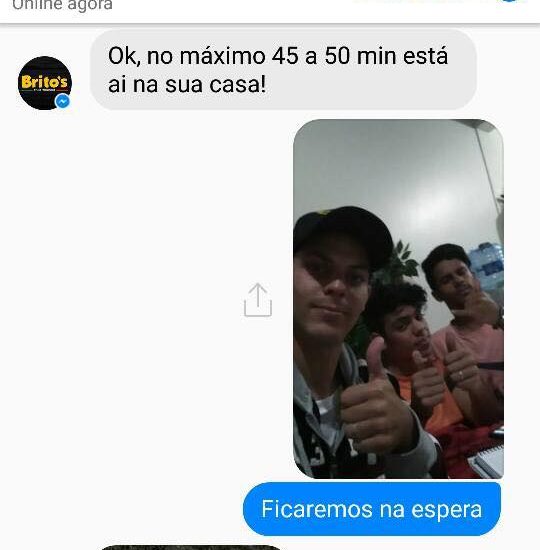 Online agora
Ok, no máximo 45 a 50 min está
ai na sua casa!
Brito's
Ficaremos na espera